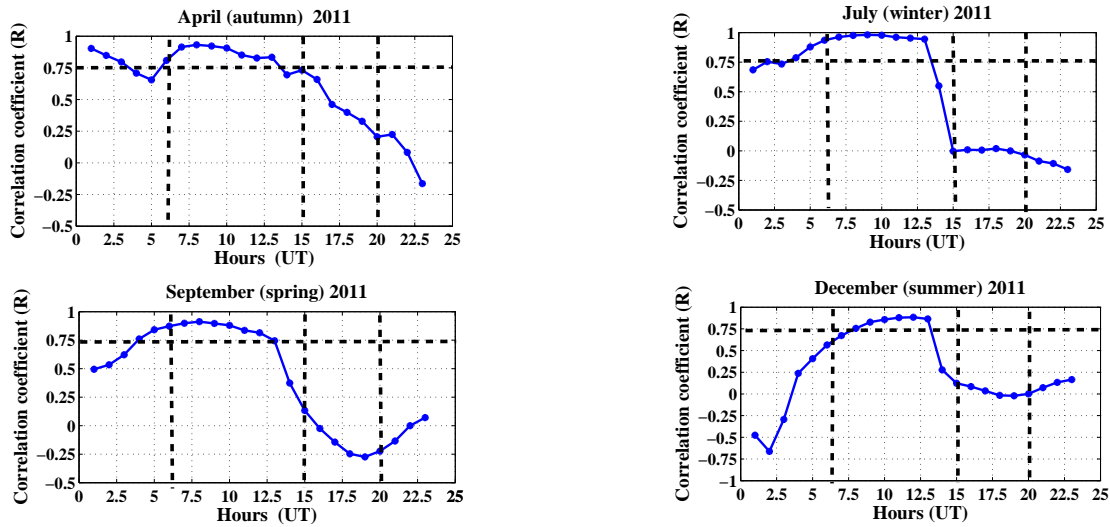 April (autumn) 2011
Correlation coefficient (R)
1
0.75
0.5
0.25
0
−0.25
−0.5
0 2.5 5 7.5 10 12.5 15 17.5 20 22.5 25
Hours (UT)
July (winter) 2011
Correlation coefficient (R)
1
0.75
0.5
0.25
0
−0.25
−0.5
0 2.5 5 7.5 10 12.5 15 17.5 20 22.5 25
Hours (UT)
September (spring) 2011
Correlation coefficient (R)
1
0.75
0.5
0.25
0
−0.25
−0.5
0 2.5 5 7.5 10 12.5 15 17.5 20 22.5 25
Hours (UT)
December (summer) 2011
Correlation coefficient (R)
1
0.75
0.5
0.25
0
−0.25
−0.5
−0.75
−1
0 2.5 5 7.5 10 12.5 15 17.5 20 22.5 25
Hours (UT)